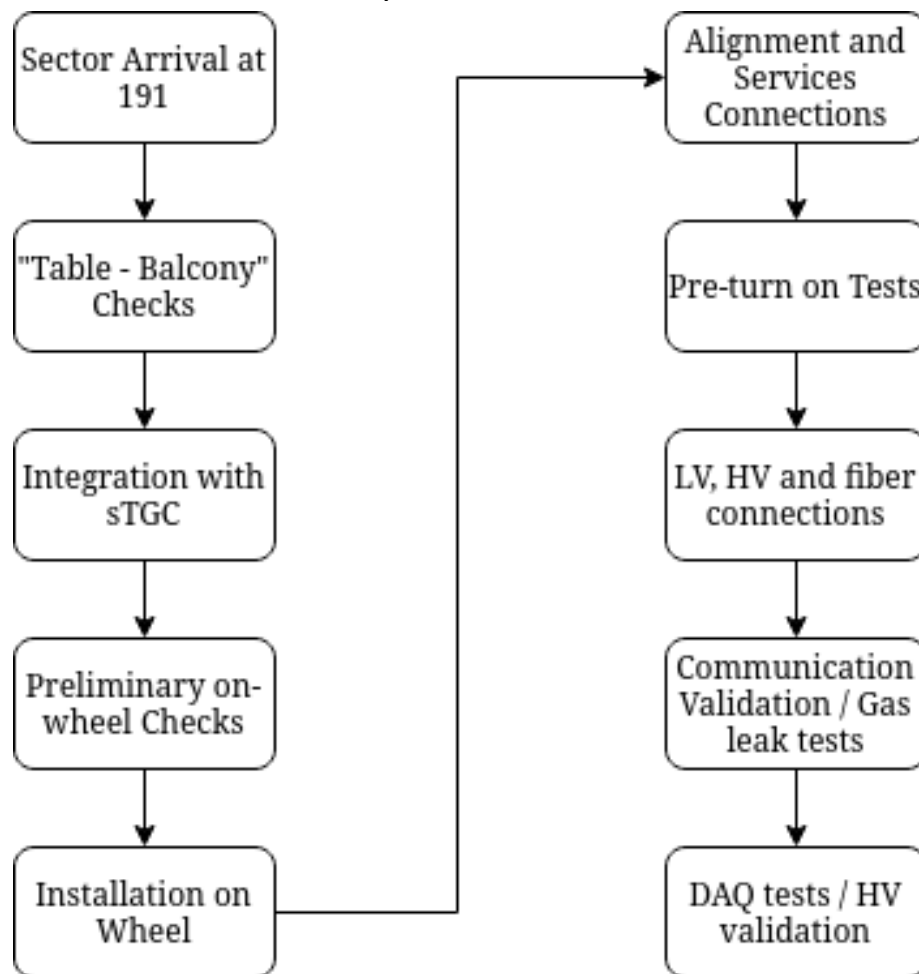 Sector Arrival at
191
"Table - Balcony"
Checks
Integration with
sTGC
Preliminary on-
wheel Checks
Installation on
Wheel
Alignment and
Services
Connections
Pre-turn on Tests
LV, HV and fiber
connections
Communication
Validation / Gas
leak tests
DAQ tests / HV
validation